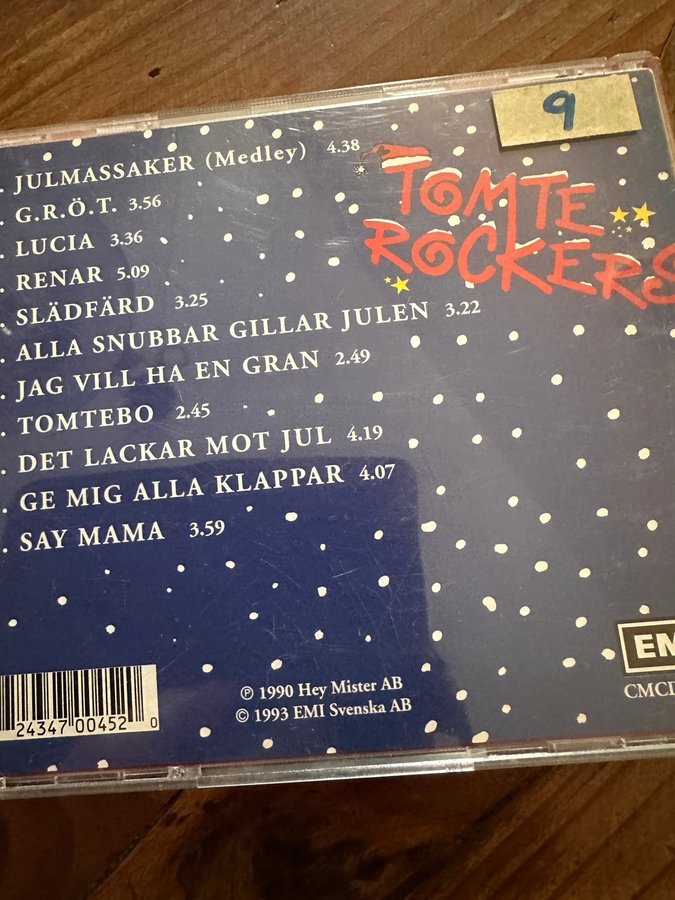 9
TOMTE
ROCKERS
. JULMASSAKER (Medley) 4.38
. G.R.Ö.T. 3.56
. LUCIA 3.36
. RENAR 5.09
. SLÄDFÄRD 3.25
. ALLA SNUBBAR GILLAR JULEN 3.22
. JAG VILL HA EN GRAN 2.49
. TOMTEBO 2.45
. DET LACKAR MOT JUL 4.19
. GE MIG ALLA KLAPPAR 4.07
. SAY MAMA 3.59
℗ 1990 Hey Mister AB
© 1993 EMI Svenska AB
24347 00452 0